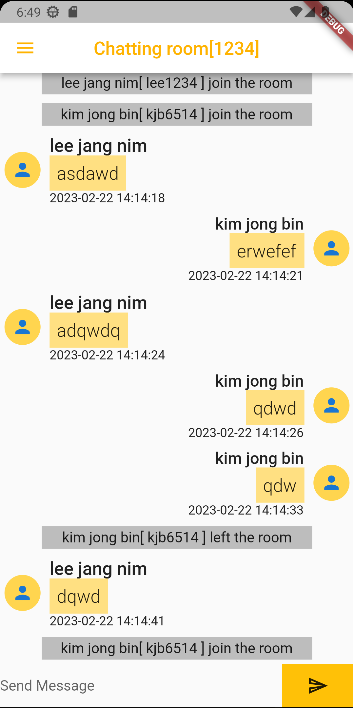 6:49
DEBUG
Chatting room[1234]
lee jang nim[ lee1234 ] join the room
kim jong bin[ kjb6514 ] join the room
lee jang nim
asdawd
2023-02-22 14:14:18
kim jong bin
erwefef
2023-02-22 14:14:21
lee jang nim
adqwdq
2023-02-22 14:14:24
kim jong bin
qdwd
2023-02-22 14:14:26
kim jong bin
qdw
2023-02-22 14:14:33
kim jong bin[ kjb6514 ] left the room
lee jang nim
dqwd
2023-02-22 14:14:41
kim jong bin[ kjb6514 ] join the room
Send Message